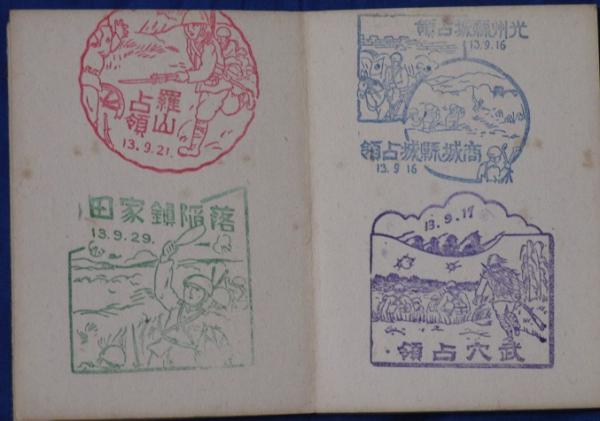 羅山
占領
13.9.21.
田家鎮陥落
13.9.29.
光州縣城占領
13.9.16
商城縣城占領
13.9.16
13.9.17
武穴占領